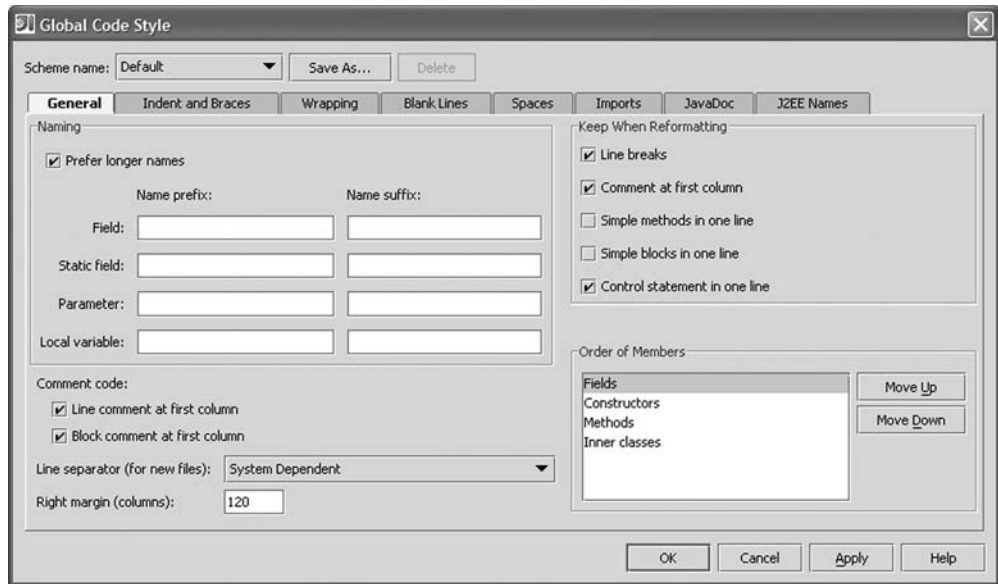 Global Code Style
Scheme name: Default Save As... Delete
General Indent and Braces Wrapping Blank Lines Spaces Imports JavaDoc J2EE Names
Naming
Prefer longer names
Name prefix: Name suffix:
Field:
Static field:
Parameter:
Local variable:
Comment code:
Line comment at first column
Block comment at first column
Line separator (for new files): System Dependent
Right margin (columns): 120
Keep When Reformatting
Line breaks
Comment at first column
Simple methods in one line
Simple blocks in one line
Control statement in one line
Order of Members
Fields
Constructors
Methods
Inner classes
Move Up
Move Down
OK Cancel Apply Help